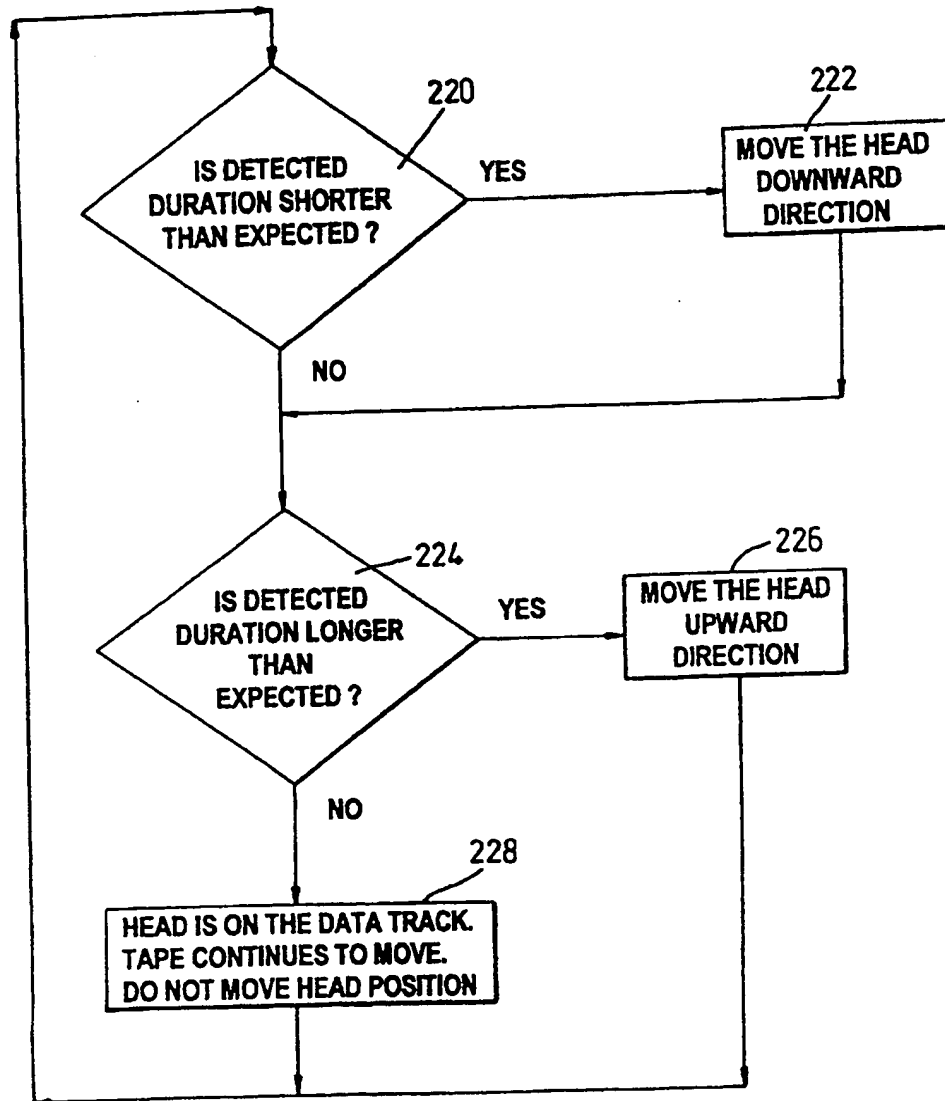 220
IS DETECTED
DURATION SHORTER
THAN EXPECTED ?
YES
222
MOVE THE HEAD
DOWNWARD
DIRECTION
NO
224
IS DETECTED
DURATION LONGER
THAN
EXPECTED ?
YES
226
MOVE THE HEAD
UPWARD
DIRECTION
NO
228
HEAD IS ON THE DATA TRACK.
TAPE CONTINUES TO MOVE.
DO NOT MOVE HEAD POSITION